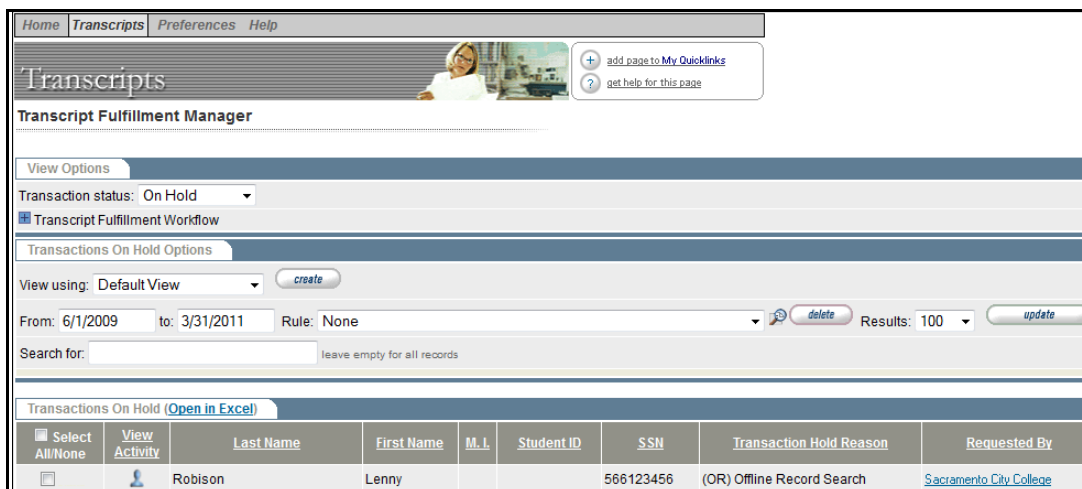 Home Transcripts Preferences Help
Transcripts
+ add page to My Quicklinks
? get help for this page
Transcript Fulfillment Manager
View Options
Transaction status: On Hold
Transcript Fulfillment Workflow
Transactions On Hold Options
View using: Default View create
From: 6/1/2009 to: 3/31/2011 Rule: None delete Results: 100 update
Search for: leave empty for all records
Transactions On Hold (Open in Excel)
Select All/None View Activity Last Name First Name M. I. Student ID SSN Transaction Hold Reason Requested By
Robison Lenny 566123456 (OR) Offline Record Search Sacramento City College